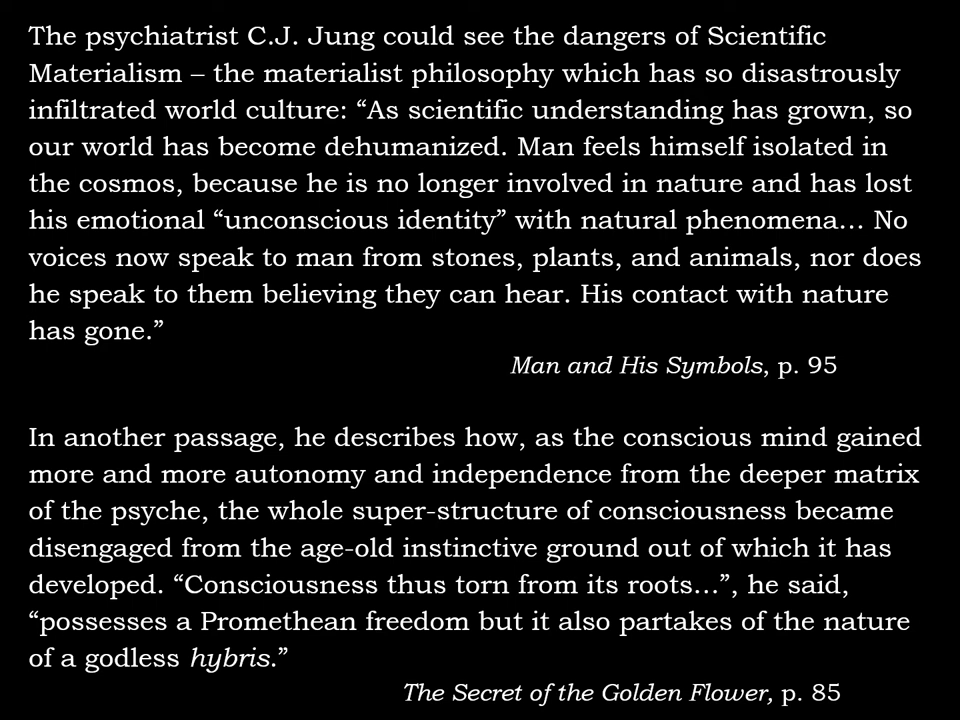 The psychiatrist C.J. Jung could see the dangers of Scientific
Materialism – the materialist philosophy which has so disastrously
infiltrated world culture: “As scientific understanding has grown, so
our world has become dehumanized. Man feels himself isolated in
the cosmos, because he is no longer involved in nature and has lost
his emotional “unconscious identity” with natural phenomena… No
voices now speak to man from stones, plants, and animals, nor does
he speak to them believing they can hear. His contact with nature
has gone.”
Man and His Symbols, p. 95
In another passage, he describes how, as the conscious mind gained
more and more autonomy and independence from the deeper matrix
of the psyche, the whole super-structure of consciousness became
disengaged from the age-old instinctive ground out of which it has
developed. “Consciousness thus torn from its roots…”, he said,
“possesses a Promethean freedom but it also partakes of the nature
of a godless hybris.”
The Secret of the Golden Flower, p. 85